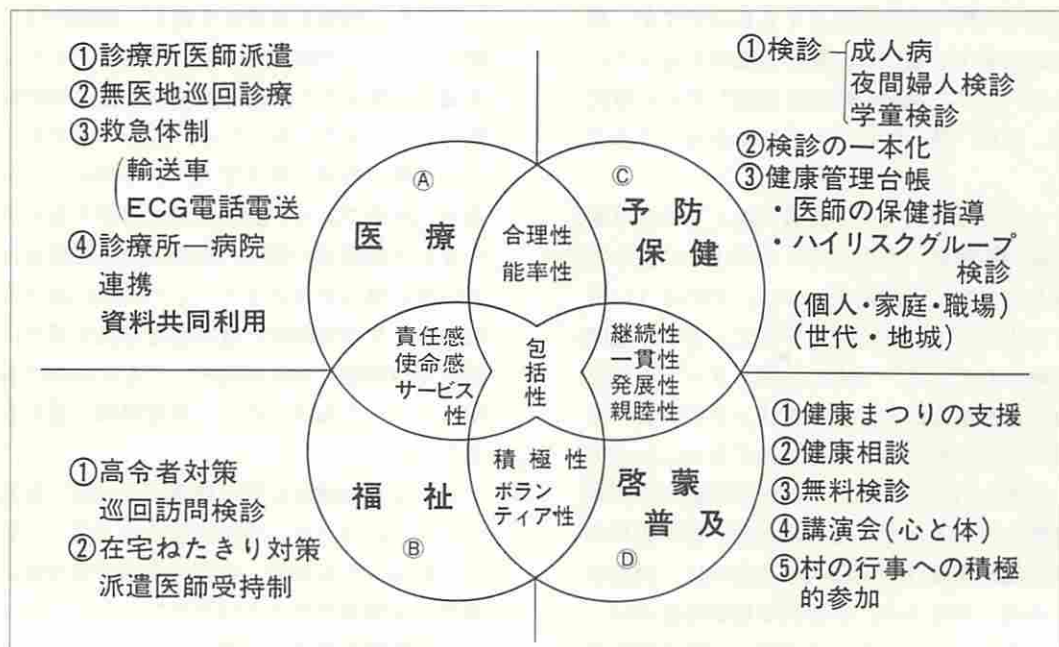 ①診療所医師派遣
②無医地巡回診療
③救急体制
輸送車
ECG電話電送
④診療所―病院
連携
資料共同利用
①検診
成人病
夜間婦人検診
学童検診
②検診の一本化
③健康管理台帳
・医師の保健指導
・ハイリスクグループ
検診
(個人・家庭・職場)
(世代・地城)
Ⓐ
医療
Ⓒ
予防
保健
合理性
能率性
責任感
使命感
サービス
性
包括性
継続性
一貫性
発展性
親睦性
積極性
ボラン
ティア性
福祉
Ⓑ
啓蒙
普及
Ⓓ
①高令者対策
巡回訪問検診
②在宅ねたきり対策
派遣医師受持制
①健康まつりの支援
②健康相談
③無料検診
④講演会(心と体)
⑤村の行事への積極
的参加